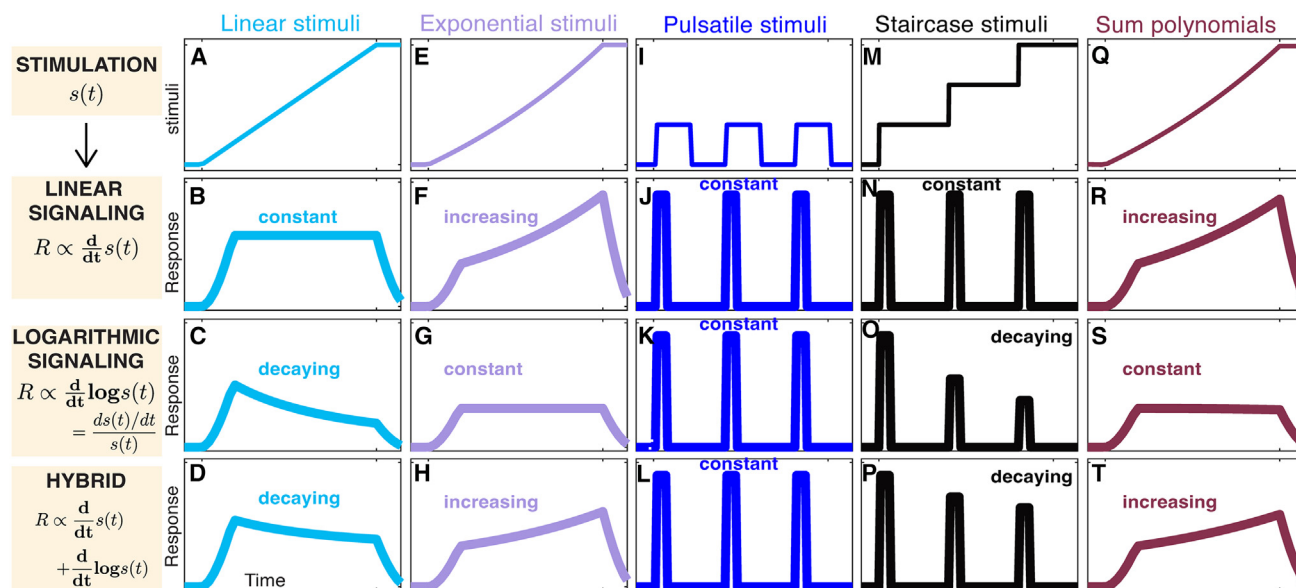 Linear stimuli Exponential stimuli Pulsatile stimuli Staircase stimuli Sum polynomials
STIMULATION
s(t)
stimuli
A E I M Q
LINEAR
SIGNALING
R ∝ d/dt s(t)
Response
B constant
F increasing
J constant
N constant
R increasing
LOGARITHMIC
SIGNALING
R ∝ d/dt log s(t)
= ds(t)/dt / s(t)
Response
C decaying
G constant
K constant
O decaying
S constant
HYBRID
R ∝ d/dt s(t)
+ d/dt log s(t)
Response
D decaying
H increasing
L constant
P decaying
T increasing
Time